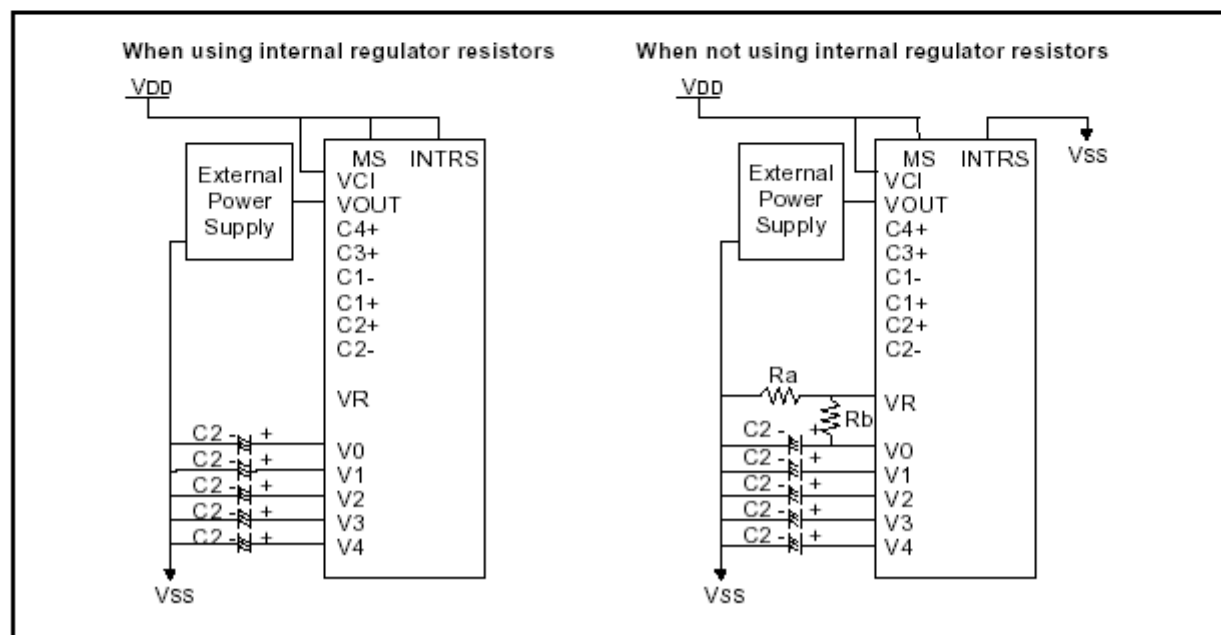 When using internal regulator resistors
VDD
MS INTRS
VCI
VOUT
C4+
C3+
C1-
C1+
C2+
C2-
VR
V0
V1
V2
V3
V4
External
Power
Supply
C2 - +
C2 - +
C2 - +
C2 - +
C2 - +
VSS
When not using internal regulator resistors
VDD
VSS
MS INTRS
VCI
VOUT
C4+
C3+
C1-
C1+
C2+
C2-
VR
V0
V1
V2
V3
V4
External
Power
Supply
Ra
Rb
C2 - +
C2 - +
C2 - +
C2 - +
C2 - +
VSS